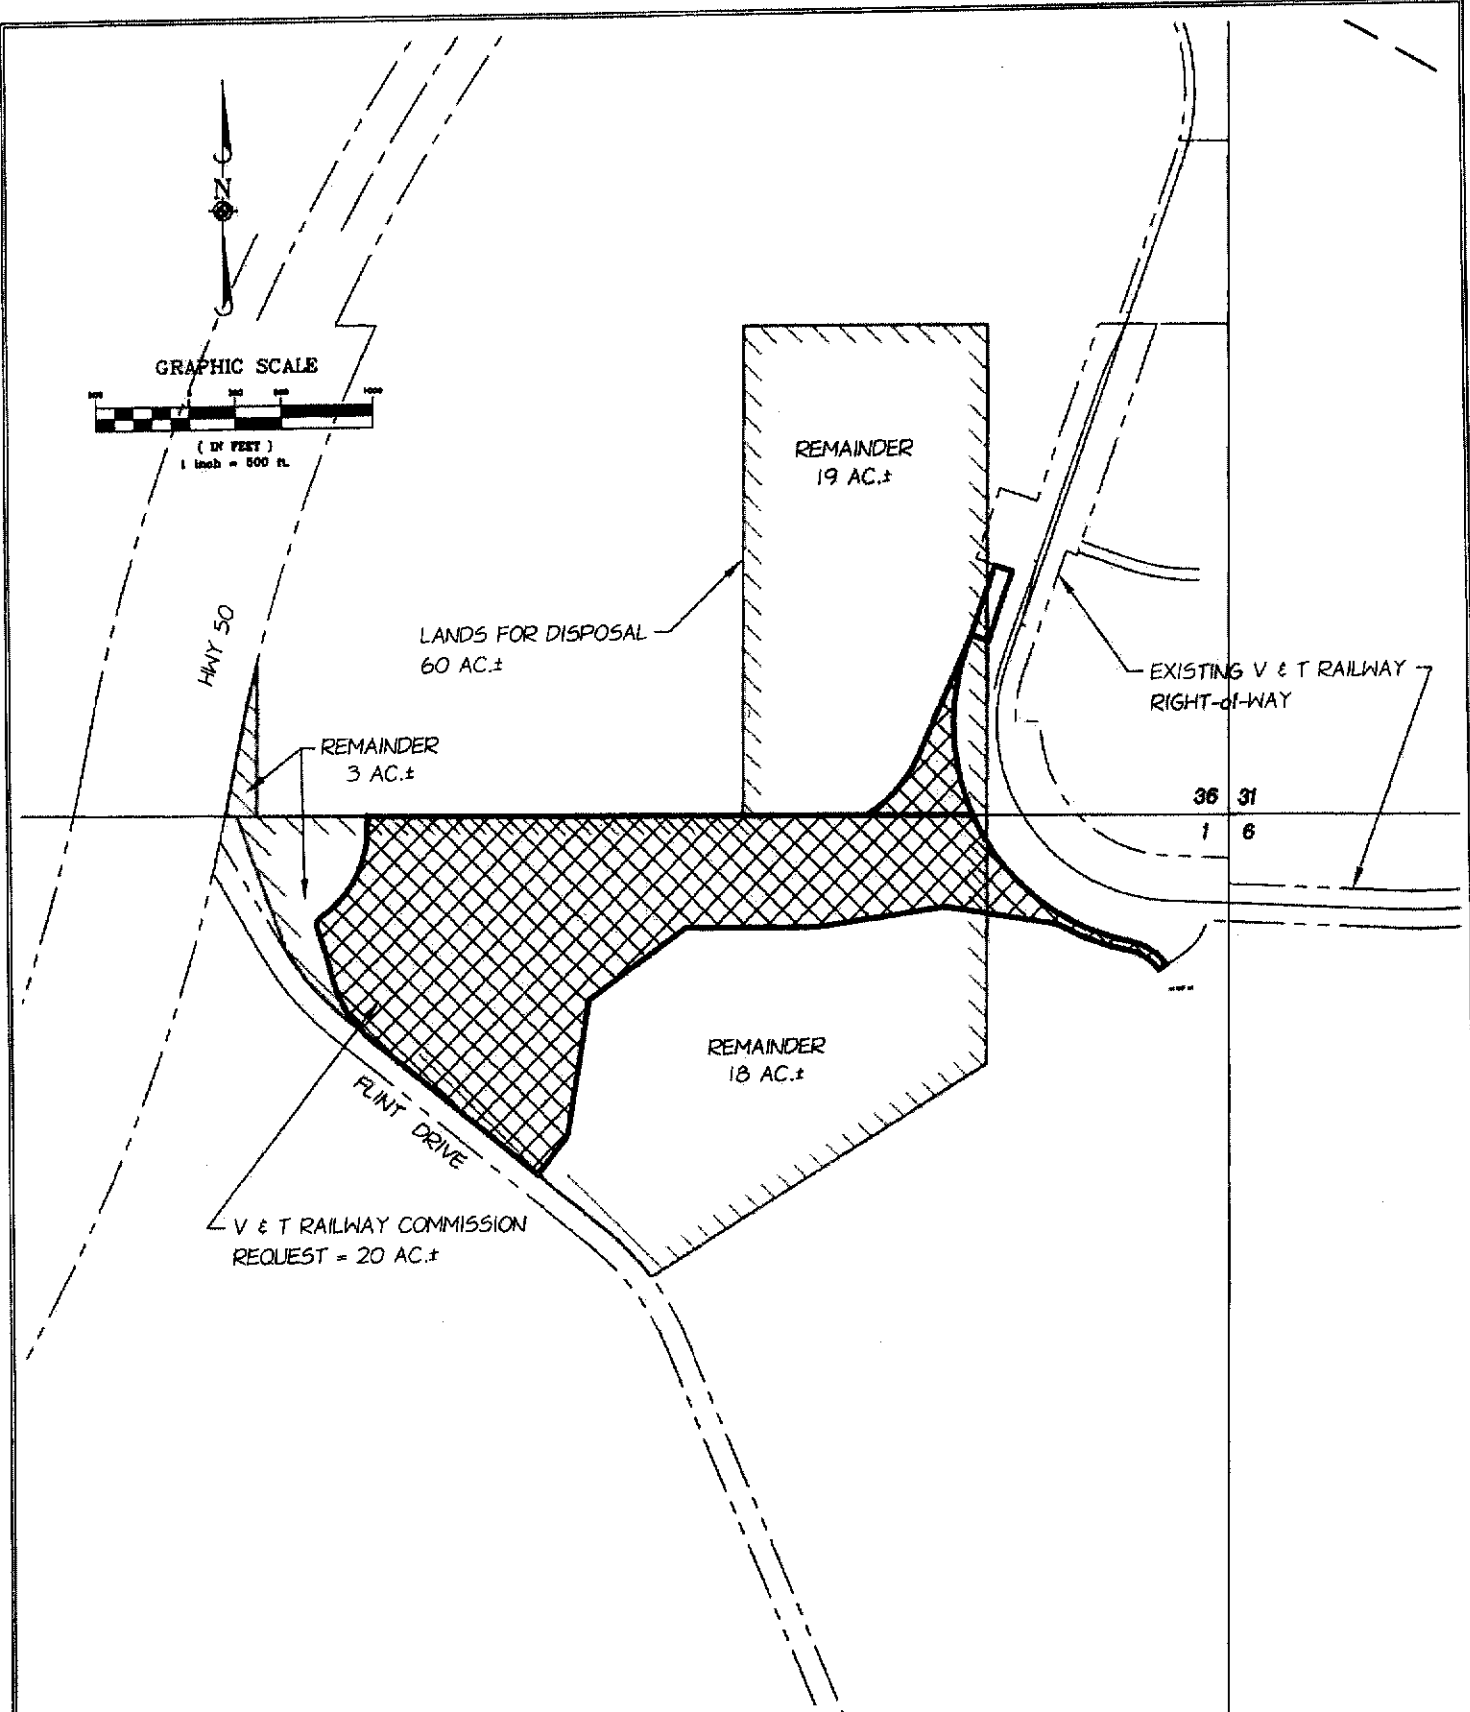 N
GRAPHIC SCALE
( IN FEET )
1 inch = 500 ft.
REMAINDER
19 AC.±
LANDS FOR DISPOSAL
60 AC.±
HWY 50
EXISTING V & T RAILWAY
RIGHT-of-WAY
REMAINDER
3 AC.±
36 31
1 6
REMAINDER
18 AC.±
FLINT DRIVE
V & T RAILWAY COMMISSION
REQUEST = 20 AC.±